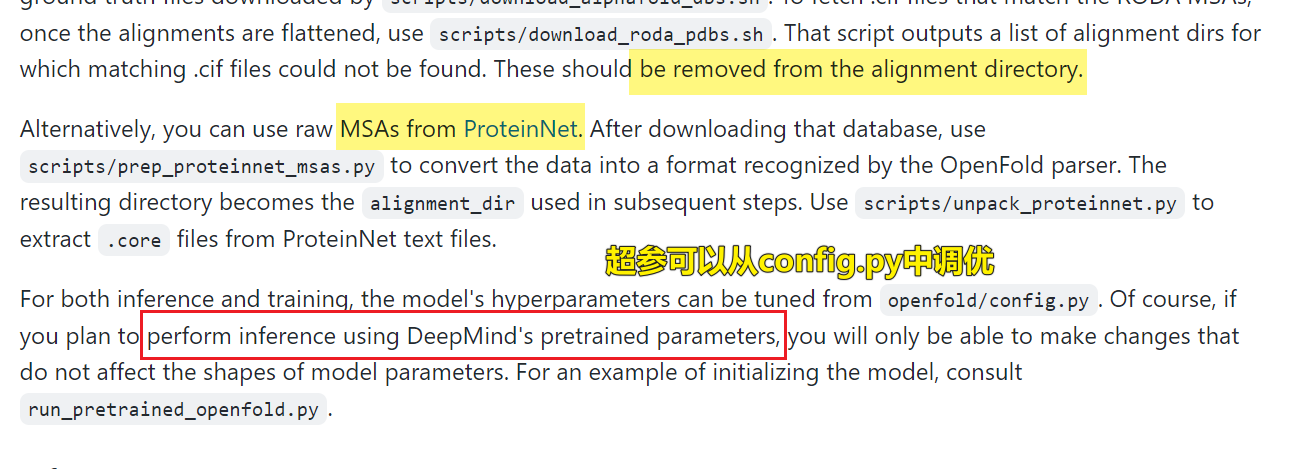 ground truth files downloaded by scripts/download_alphafold_dbs.sh. To fetch .cif files that match the RODA MSAs,
once the alignments are flattened, use scripts/download_roda_pdbs.sh. That script outputs a list of alignment dirs for
which matching .cif files could not be found. These should be removed from the alignment directory.
Alternatively, you can use raw MSAs from ProteinNet. After downloading that database, use
scripts/prep_proteinnet_msas.py to convert the data into a format recognized by the OpenFold parser. The
resulting directory becomes the alignment_dir used in subsequent steps. Use scripts/unpack_proteinnet.py to
extract .core files from ProteinNet text files.
超参可以从config.py中调优
For both inference and training, the model's hyperparameters can be tuned from openfold/config.py. Of course, if
you plan to perform inference using DeepMind's pretrained parameters, you will only be able to make changes that
do not affect the shapes of model parameters. For an example of initializing the model, consult
run_pretrained_openfold.py.